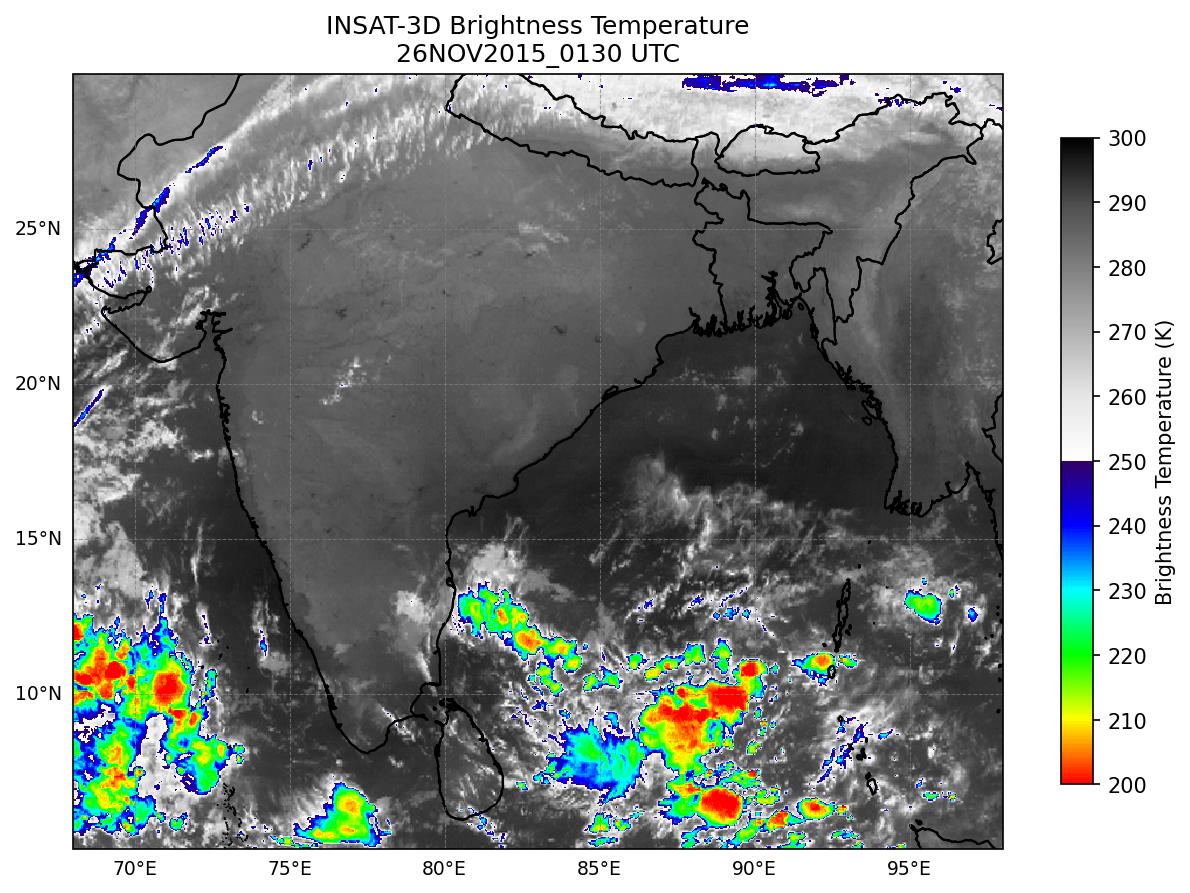 INSAT-3D Brightness Temperature
26NOV2015_0130 UTC
25°N
20°N
15°N
10°N
70°E
75°E
80°E
85°E
90°E
95°E
300
290
280
270
260
250
240
230
220
210
200
Brightness Temperature (K)